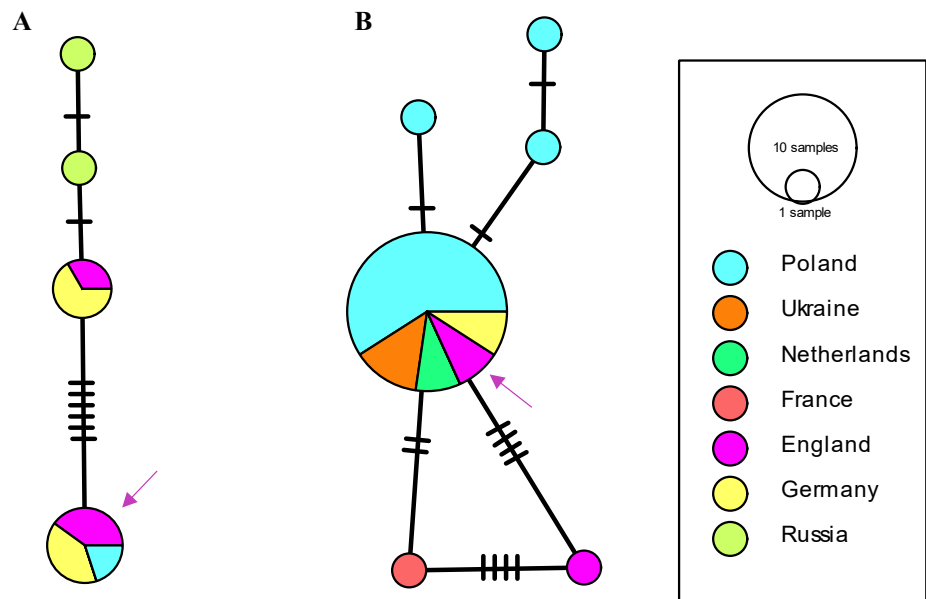 A
B
10 samples
1 sample
Poland
Ukraine
Netherlands
France
England
Germany
Russia